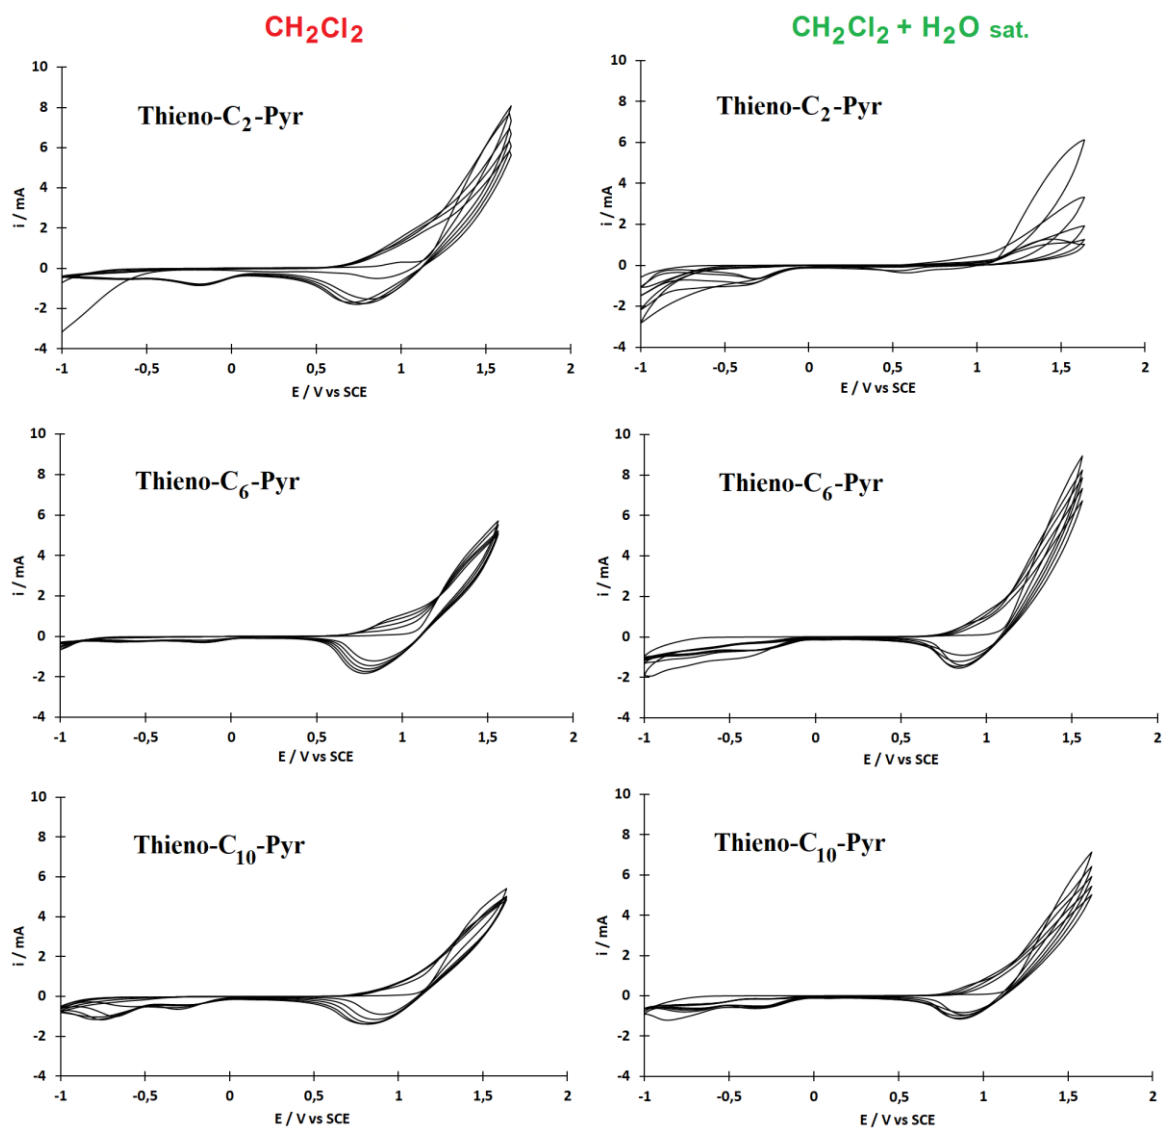 CH2Cl2
CH2Cl2 + H2O sat.
10
8
6
4
2
0
-2
-4
i / mA
Thieno-C2-Pyr
-1 -0,5 0 0,5 1 1,5 2
E / V vs SCE
10
8
6
4
2
0
-2
-4
i / mA
Thieno-C2-Pyr
-1 -0,5 0 0,5 1 1,5 2
E / V vs SCE
10
8
6
4
2
0
-2
-4
i / mA
Thieno-C6-Pyr
-1 -0,5 0 0,5 1 1,5 2
E / V vs SCE
10
8
6
4
2
0
-2
-4
i / mA
Thieno-C6-Pyr
-1 -0,5 0 0,5 1 1,5 2
E / V vs SCE
10
8
6
4
2
0
-2
-4
i / mA
Thieno-C10-Pyr
-1 -0,5 0 0,5 1 1,5 2
E / V vs SCE
10
8
6
4
2
0
-2
-4
i / mA
Thieno-C10-Pyr
-1 -0,5 0 0,5 1 1,5 2
E / V vs SCE